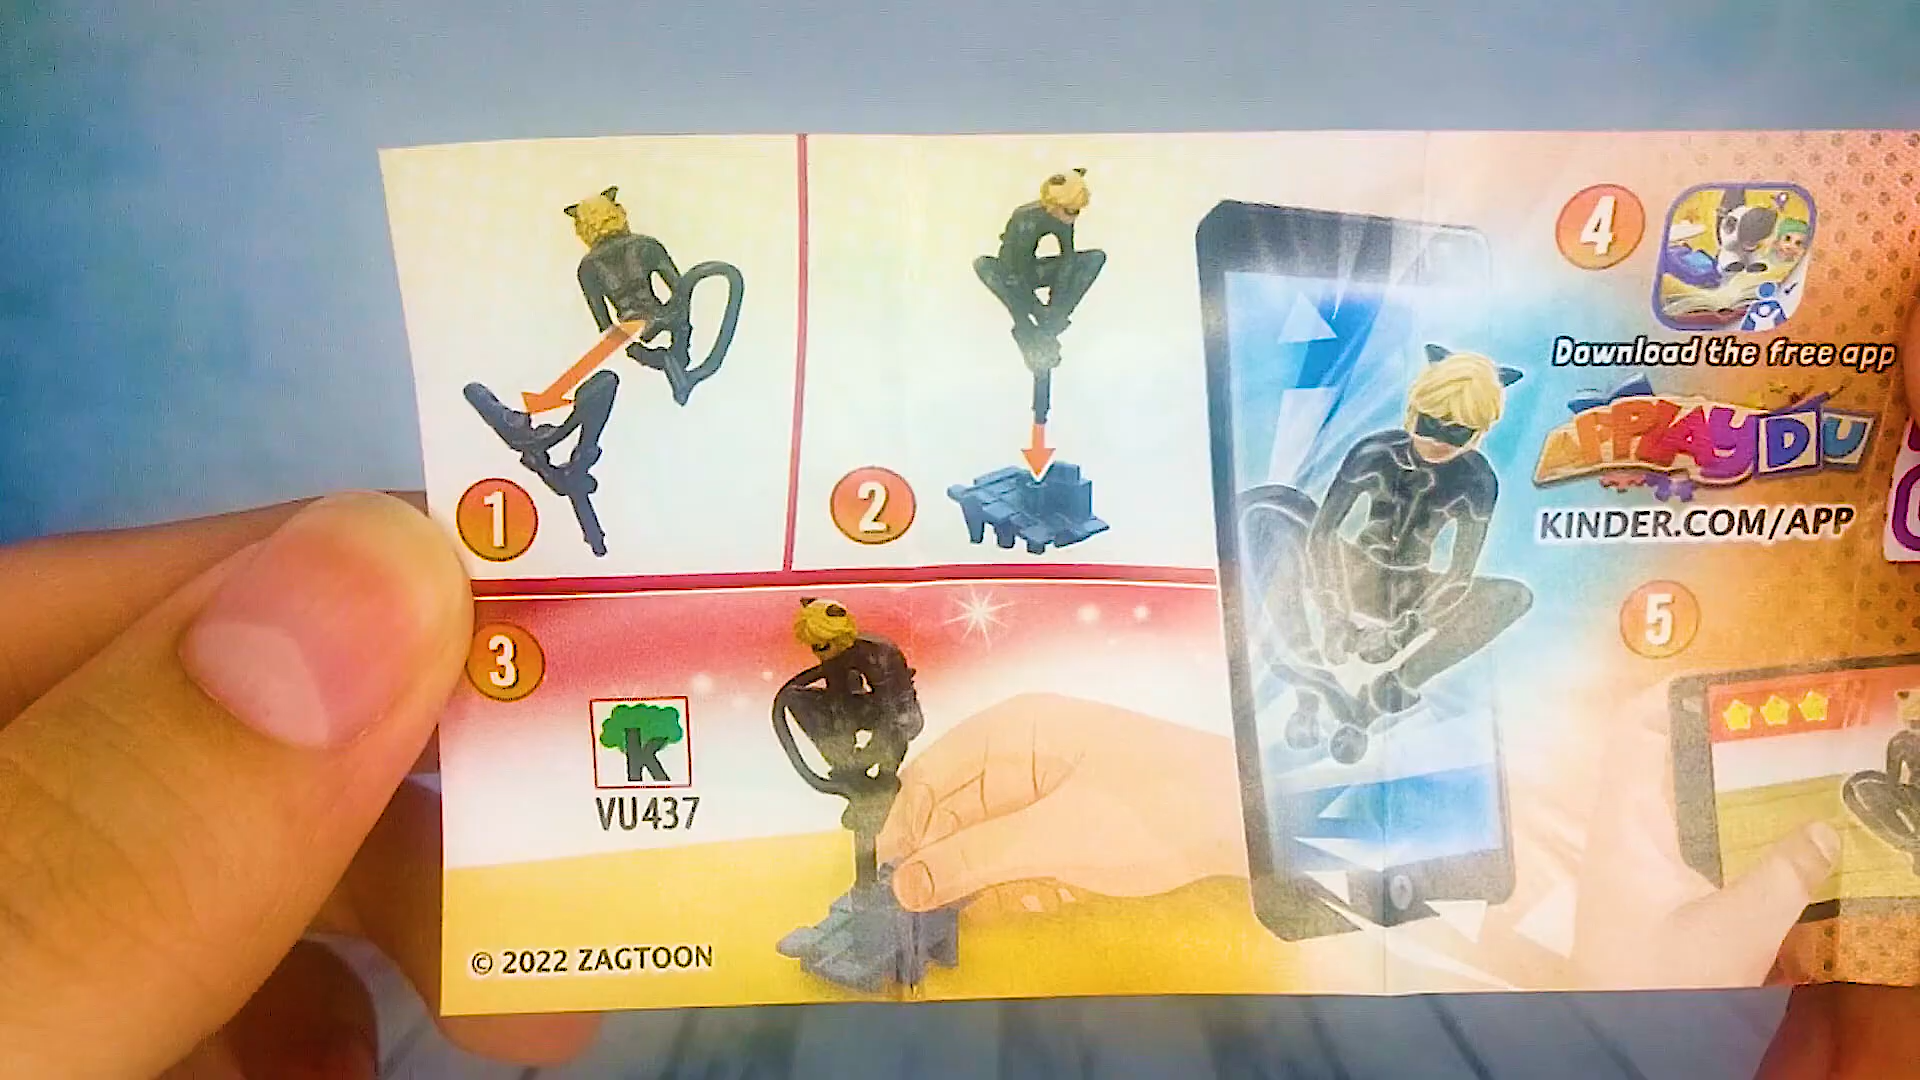 1
2
3
K
VU437
© 2022 ZAGTOON
4
Download the free app
APPLAYDU
KINDER.COM/APP
5